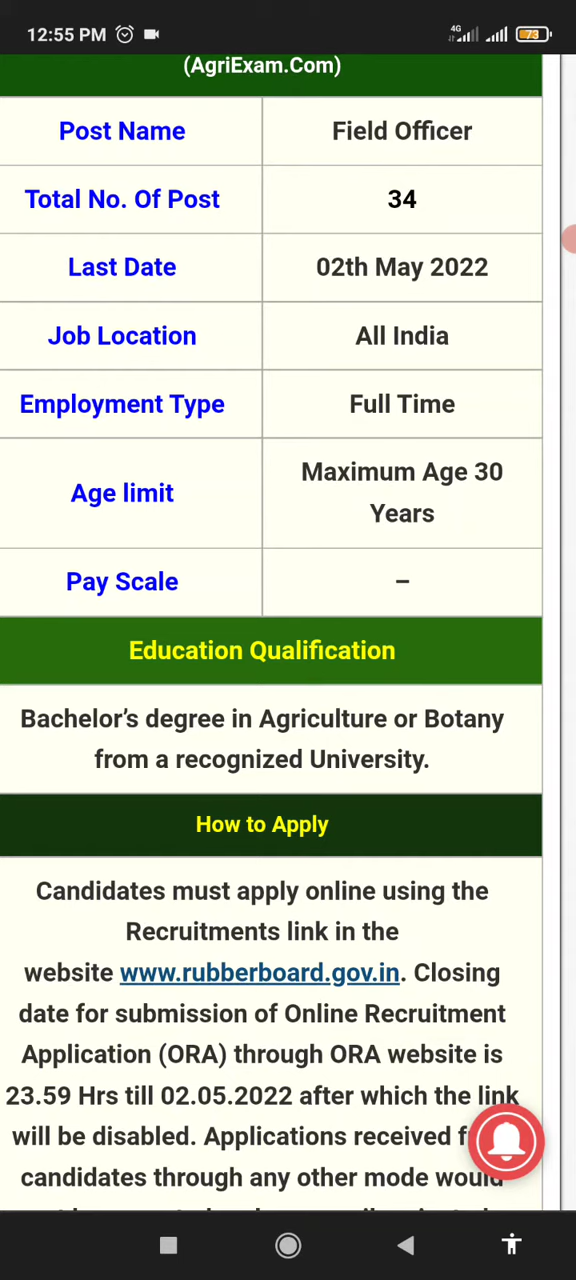 12:55 PM 4G 73
(AgriExam.Com)
Post Name Field Officer
Total No. Of Post 34
Last Date 02th May 2022
Job Location All India
Employment Type Full Time
Age limit Maximum Age 30
Years
Pay Scale –
Education Qualification
Bachelor's degree in Agriculture or Botany
from a recognized University.
How to Apply
Candidates must apply online using the
Recruitments link in the
website www.rubberboard.gov.in. Closing
date for submission of Online Recruitment
Application (ORA) through ORA website is
23.59 Hrs till 02.05.2022 after which the link
will be disabled. Applications received
candidates through any other mode would